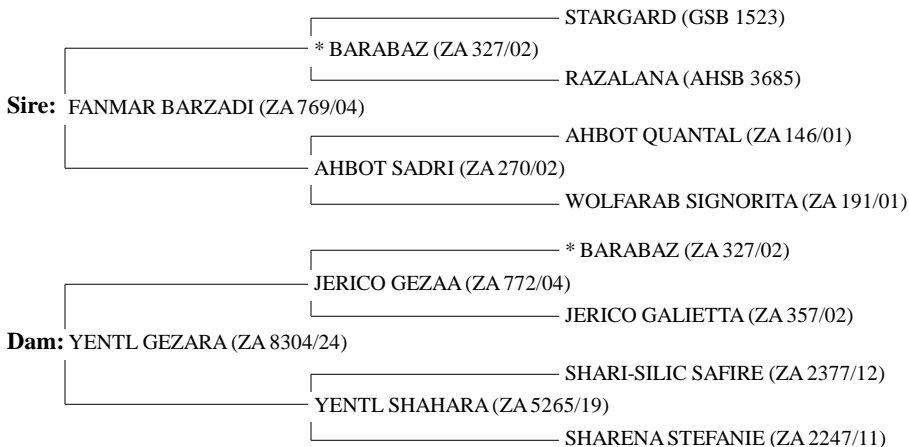 STARGARD (GSB 1523)
* BARABAZ (ZA 327/02)
RAZALANA (AHSB 3685)
Sire: FANMAR BARZADI (ZA 769/04)
AHBOT QUANTAL (ZA 146/01)
AHBOT SADRI (ZA 270/02)
WOLFARAB SIGNORITA (ZA 191/01)
* BARABAZ (ZA 327/02)
JERICO GEZAA (ZA 772/04)
JERICO GALIETTA (ZA 357/02)
Dam: YENTL GEZARA (ZA 8304/24)
SHARI-SILIC SAFIRE (ZA 2377/12)
YENTL SHAHARA (ZA 5265/19)
SHARENA STEFANIE (ZA 2247/11)